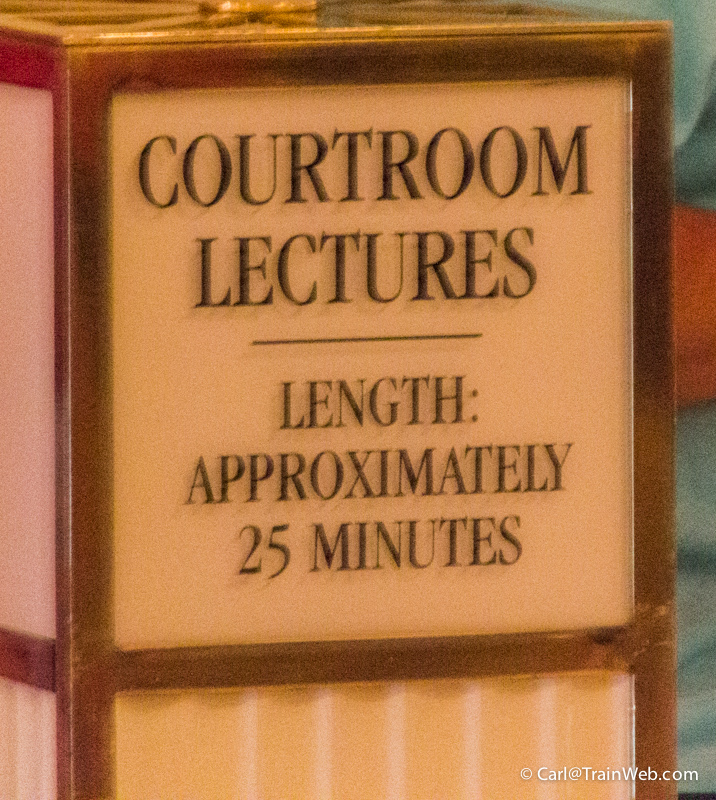 COURTROOM
LECTURES
LENGTH:
APPROXIMATELY
25 MINUTES
© Carl@TrainWeb.com